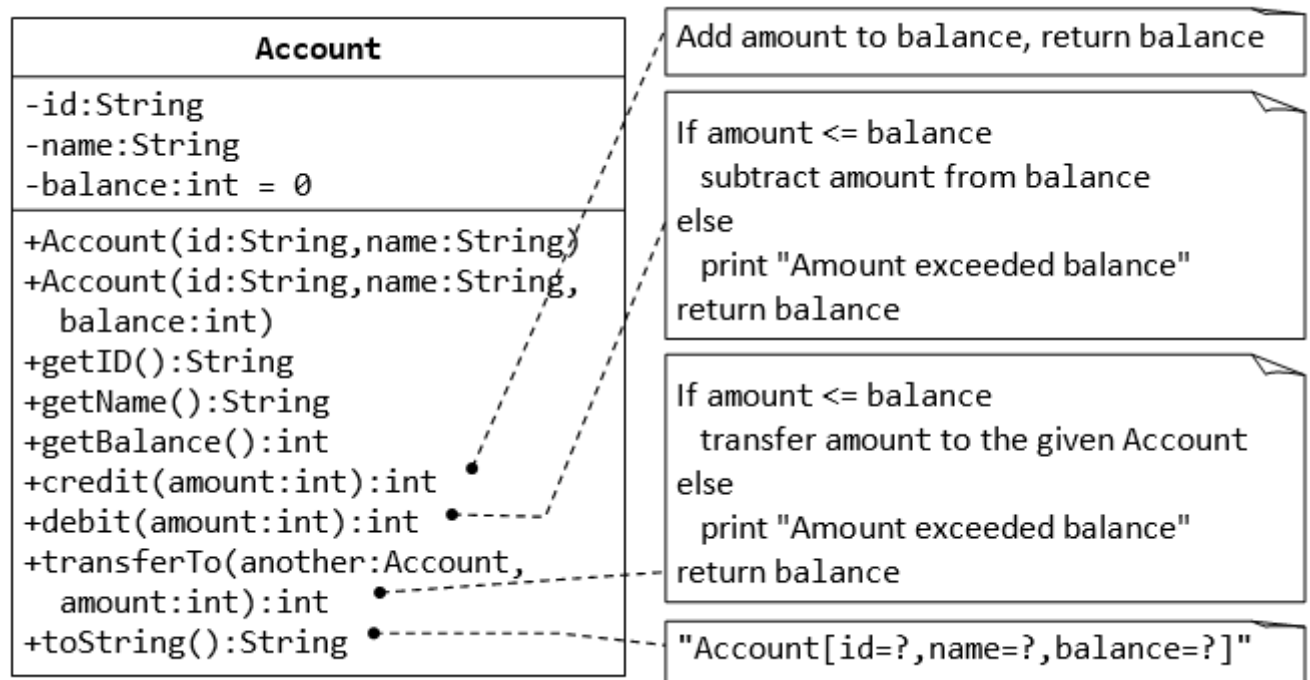 Account
-id:String
-name:String
-balance:int = 0
+Account(id:String,name:String)
+Account(id:String,name:String,
balance:int)
+getID():String
+getName():String
+getBalance():int
+credit(amount:int):int
+debit(amount:int):int
+transferTo(another:Account,
amount:int):int
+toString():String
Add amount to balance, return balance
If amount <= balance
subtract amount from balance
else
print "Amount exceeded balance"
return balance
If amount <= balance
transfer amount to the given Account
else
print "Amount exceeded balance"
return balance
"Account[id=?,name=?,balance=?]"